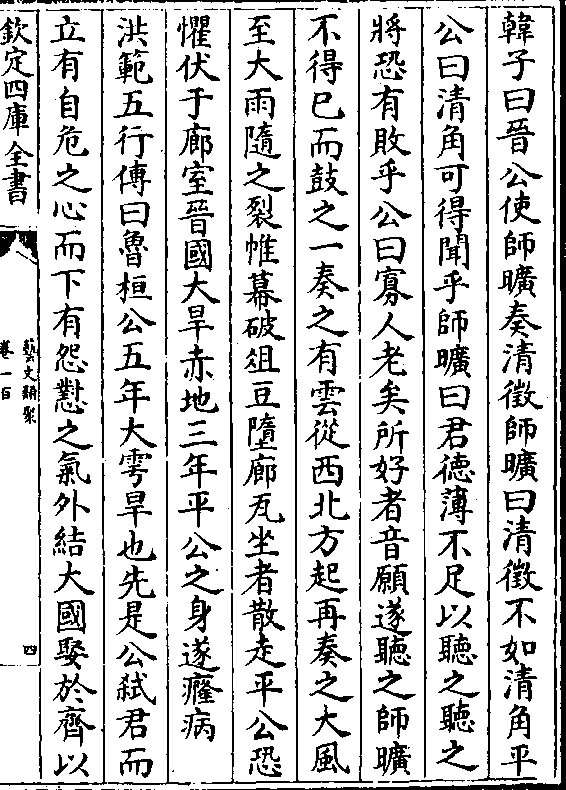 韓子曰晉公使師曠奏清徵師曠曰清徵不如清角平
公曰清角可得聞乎師曠曰君徳薄不足以聽之聽之
將恐有敗乎公曰寡人老矣所好者音願遂聽之師曠
不得已而鼓之一奏之有雲從西北方起再奏之大風
至大雨隨之裂帷幕破俎豆墮廊瓦坐者散走平公恐
懼伏于廊室晉國大旱赤地三年平公之身遂癃病
洪範五行傳曰魯桓公五年大雩旱也先是公弑君而
立有自危之心而下有怨懟之氣外結大國娶於齊以
欽定四庫全書
藝文類聚
卷一百
四